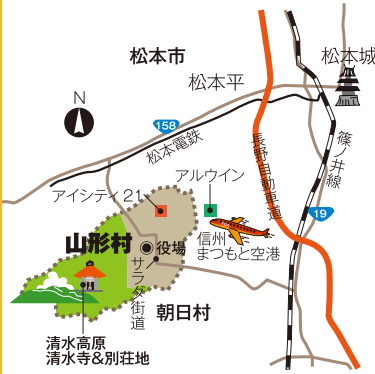 松本市
松本城
松本平
N
158
松本電鉄
長野自動車道
篠ノ井線
アルウイン
アイシティ21
19
山形村
役場
信州
まつもと空港
サラダ街道
朝日村
清水高原
清水寺&別荘地